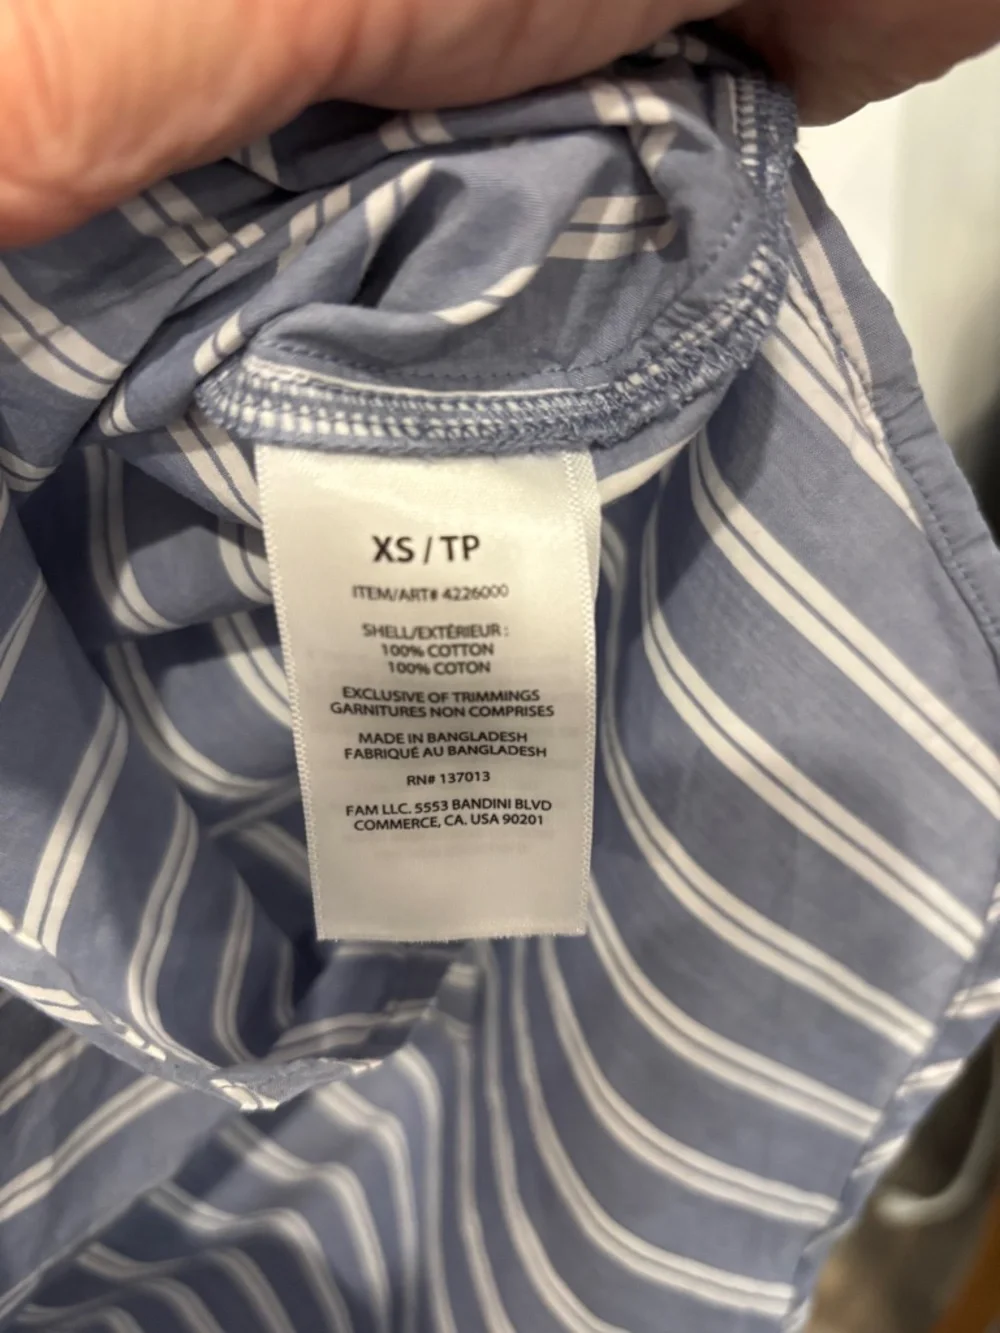 XS / TP
ITEM/ART# 4226000
SHELL/EXTÉRIEUR :
100% COTTON
100% COTON
EXCLUSIVE OF TRIMMINGS
GARNITURES NON COMPRISES
MADE IN BANGLADESH
FABRIQUÉ AU BANGLADESH
RN# 137013
FAM LLC. 5553 BANDINI BLVD
COMMERCE, CA. USA 90201